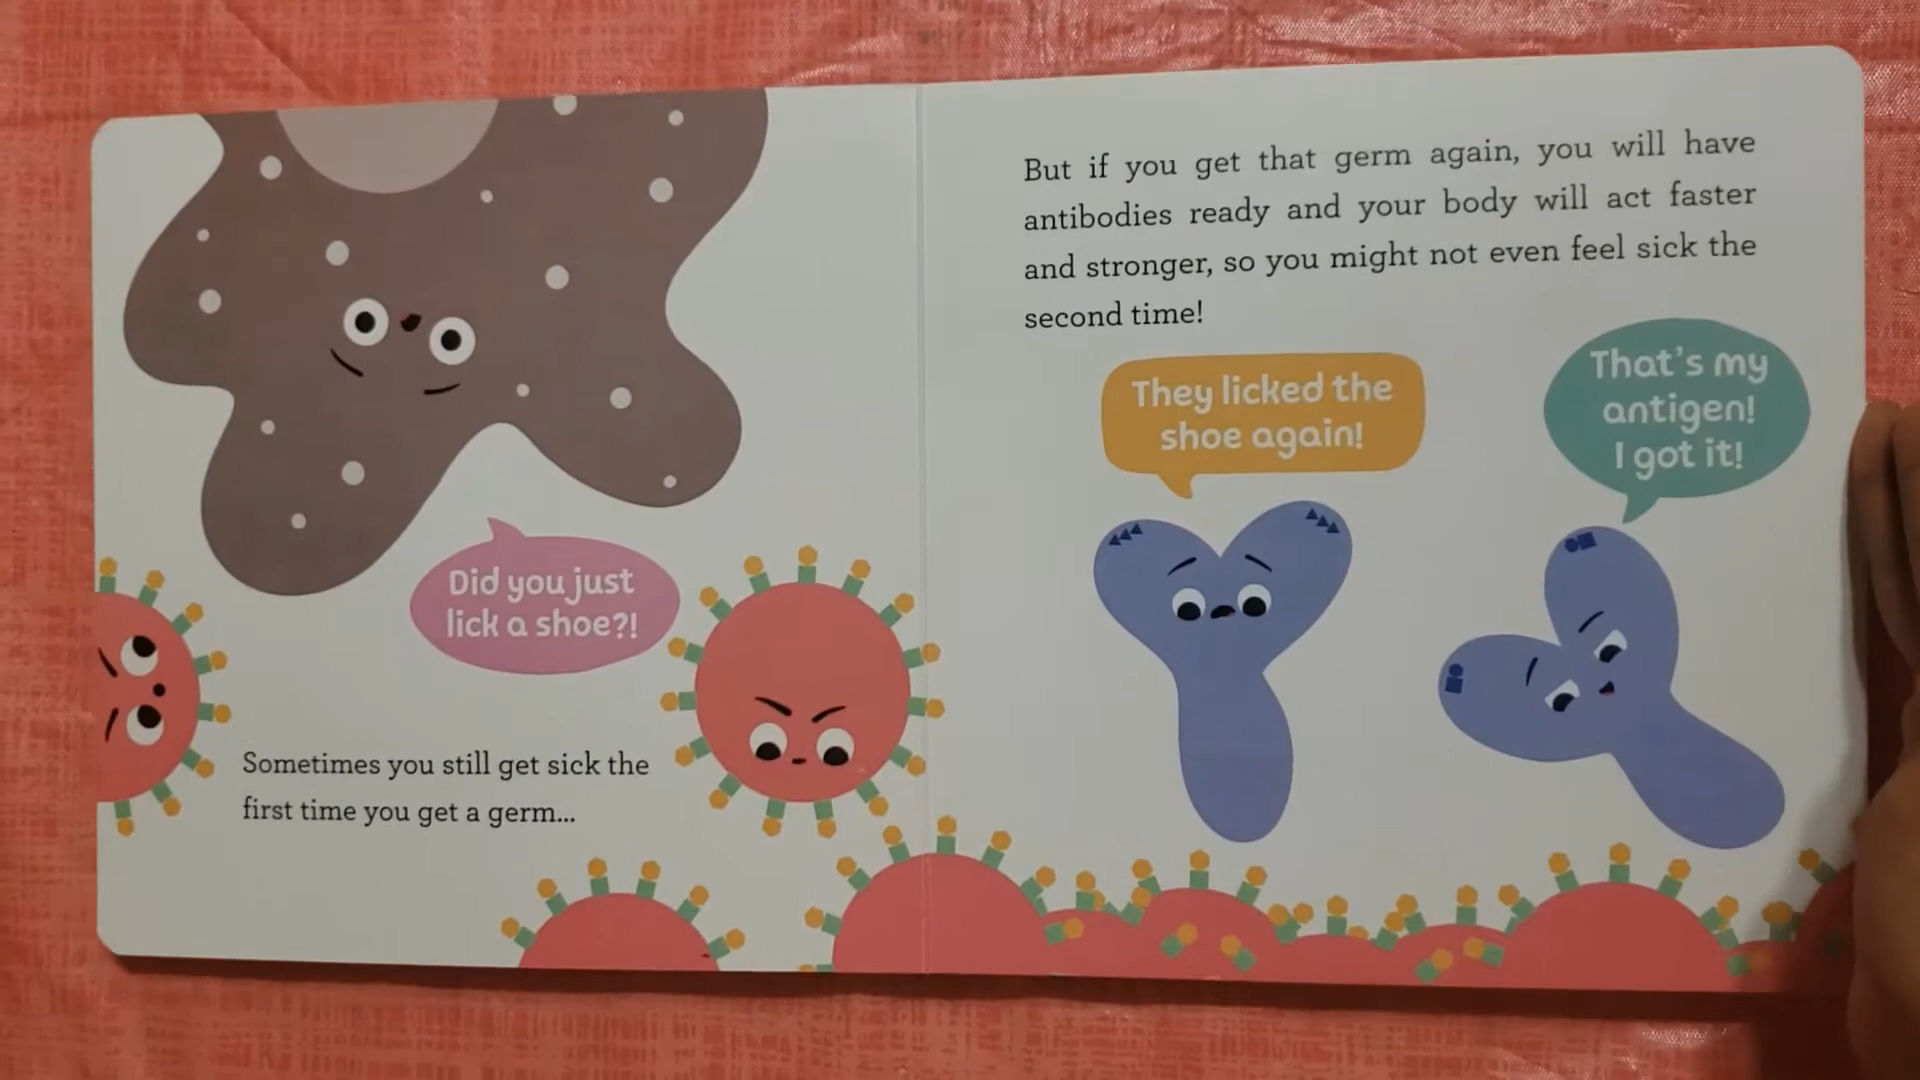 Did you just
lick a shoe?!
Sometimes you still get sick the
first time you get a germ...
But if you get that germ again, you will have
antibodies ready and your body will act faster
and stronger, so you might not even feel sick the
second time!
They licked the
shoe again!
That's my
antigen!
I got it!